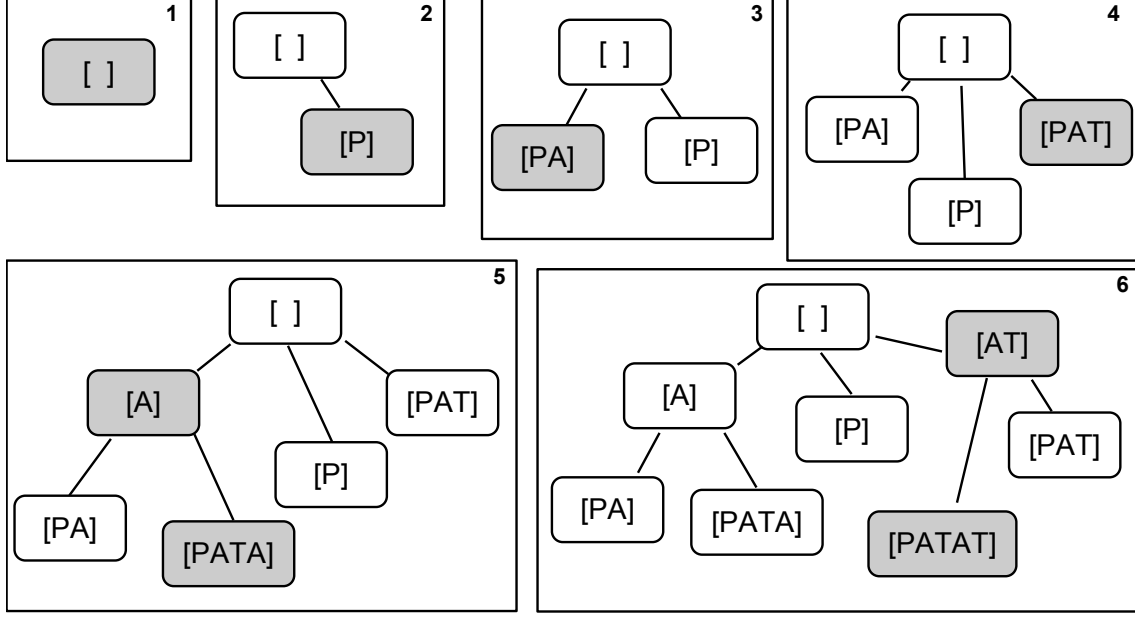 1
[ ]
2
[ ]
[P]
3
[ ]
[PA]
[P]
4
[ ]
[PA]
[PAT]
[P]
5
[ ]
[A]
[PAT]
[P]
[PA]
[PATA]
6
[ ]
[AT]
[A]
[P]
[PAT]
[PA]
[PATA]
[PATAT]